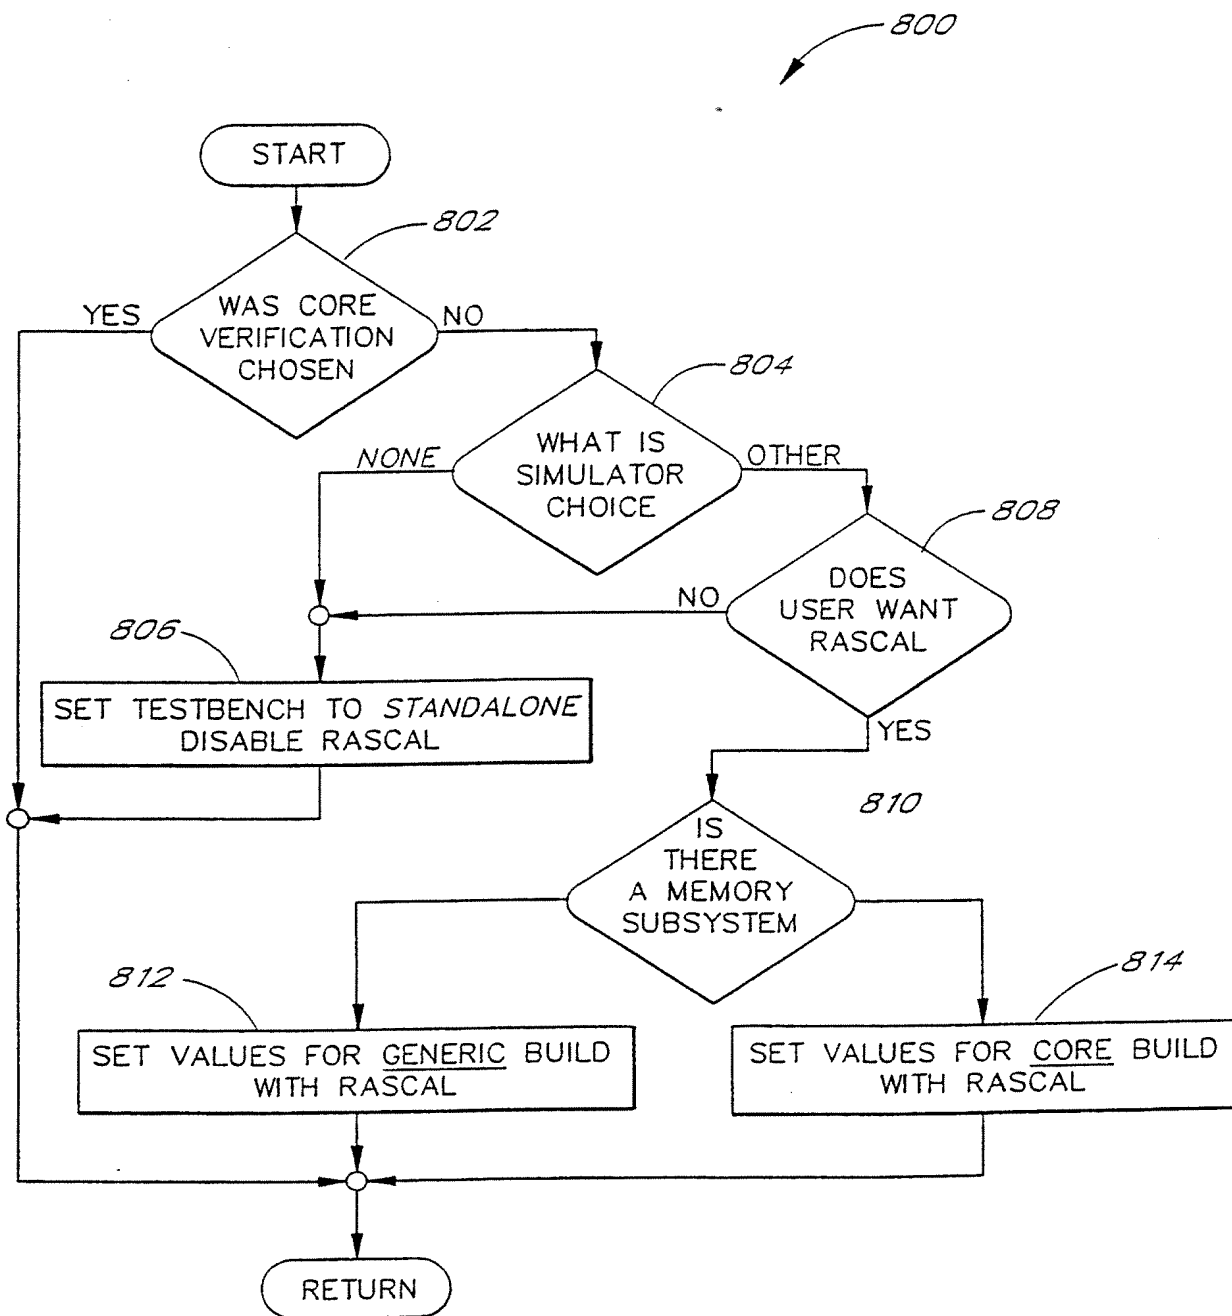 800
START
802
WAS CORE
VERIFICATION
CHOSEN
YES
NO
804
WHAT IS
SIMULATOR
CHOICE
NONE
OTHER
808
DOES
USER WANT
RASCAL
NO
YES
806
SET TESTBENCH TO STANDALONE
DISABLE RASCAL
810
IS
THERE
A MEMORY
SUBSYSTEM
812
SET VALUES FOR GENERIC BUILD
WITH RASCAL
814
SET VALUES FOR CORE BUILD
WITH RASCAL
RETURN